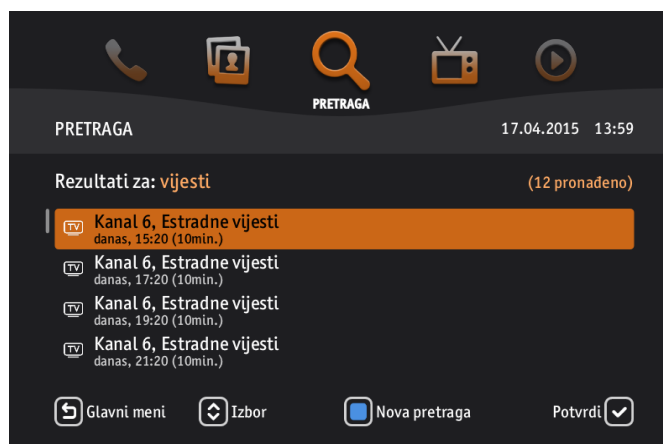 PRETRAGA
PRETRAGA 17.04.2015 13:59
Rezultati za: vijesti (12 pronađeno)
TV Kanal 6, Estradne vijesti
danas, 15:20 (10min.)
TV Kanal 6, Estradne vijesti
danas, 17:20 (10min.)
TV Kanal 6, Estradne vijesti
danas, 19:20 (10min.)
TV Kanal 6, Estradne vijesti
danas, 21:20 (10min.)
Glavni meni Izbor Nova pretraga Potvrdi